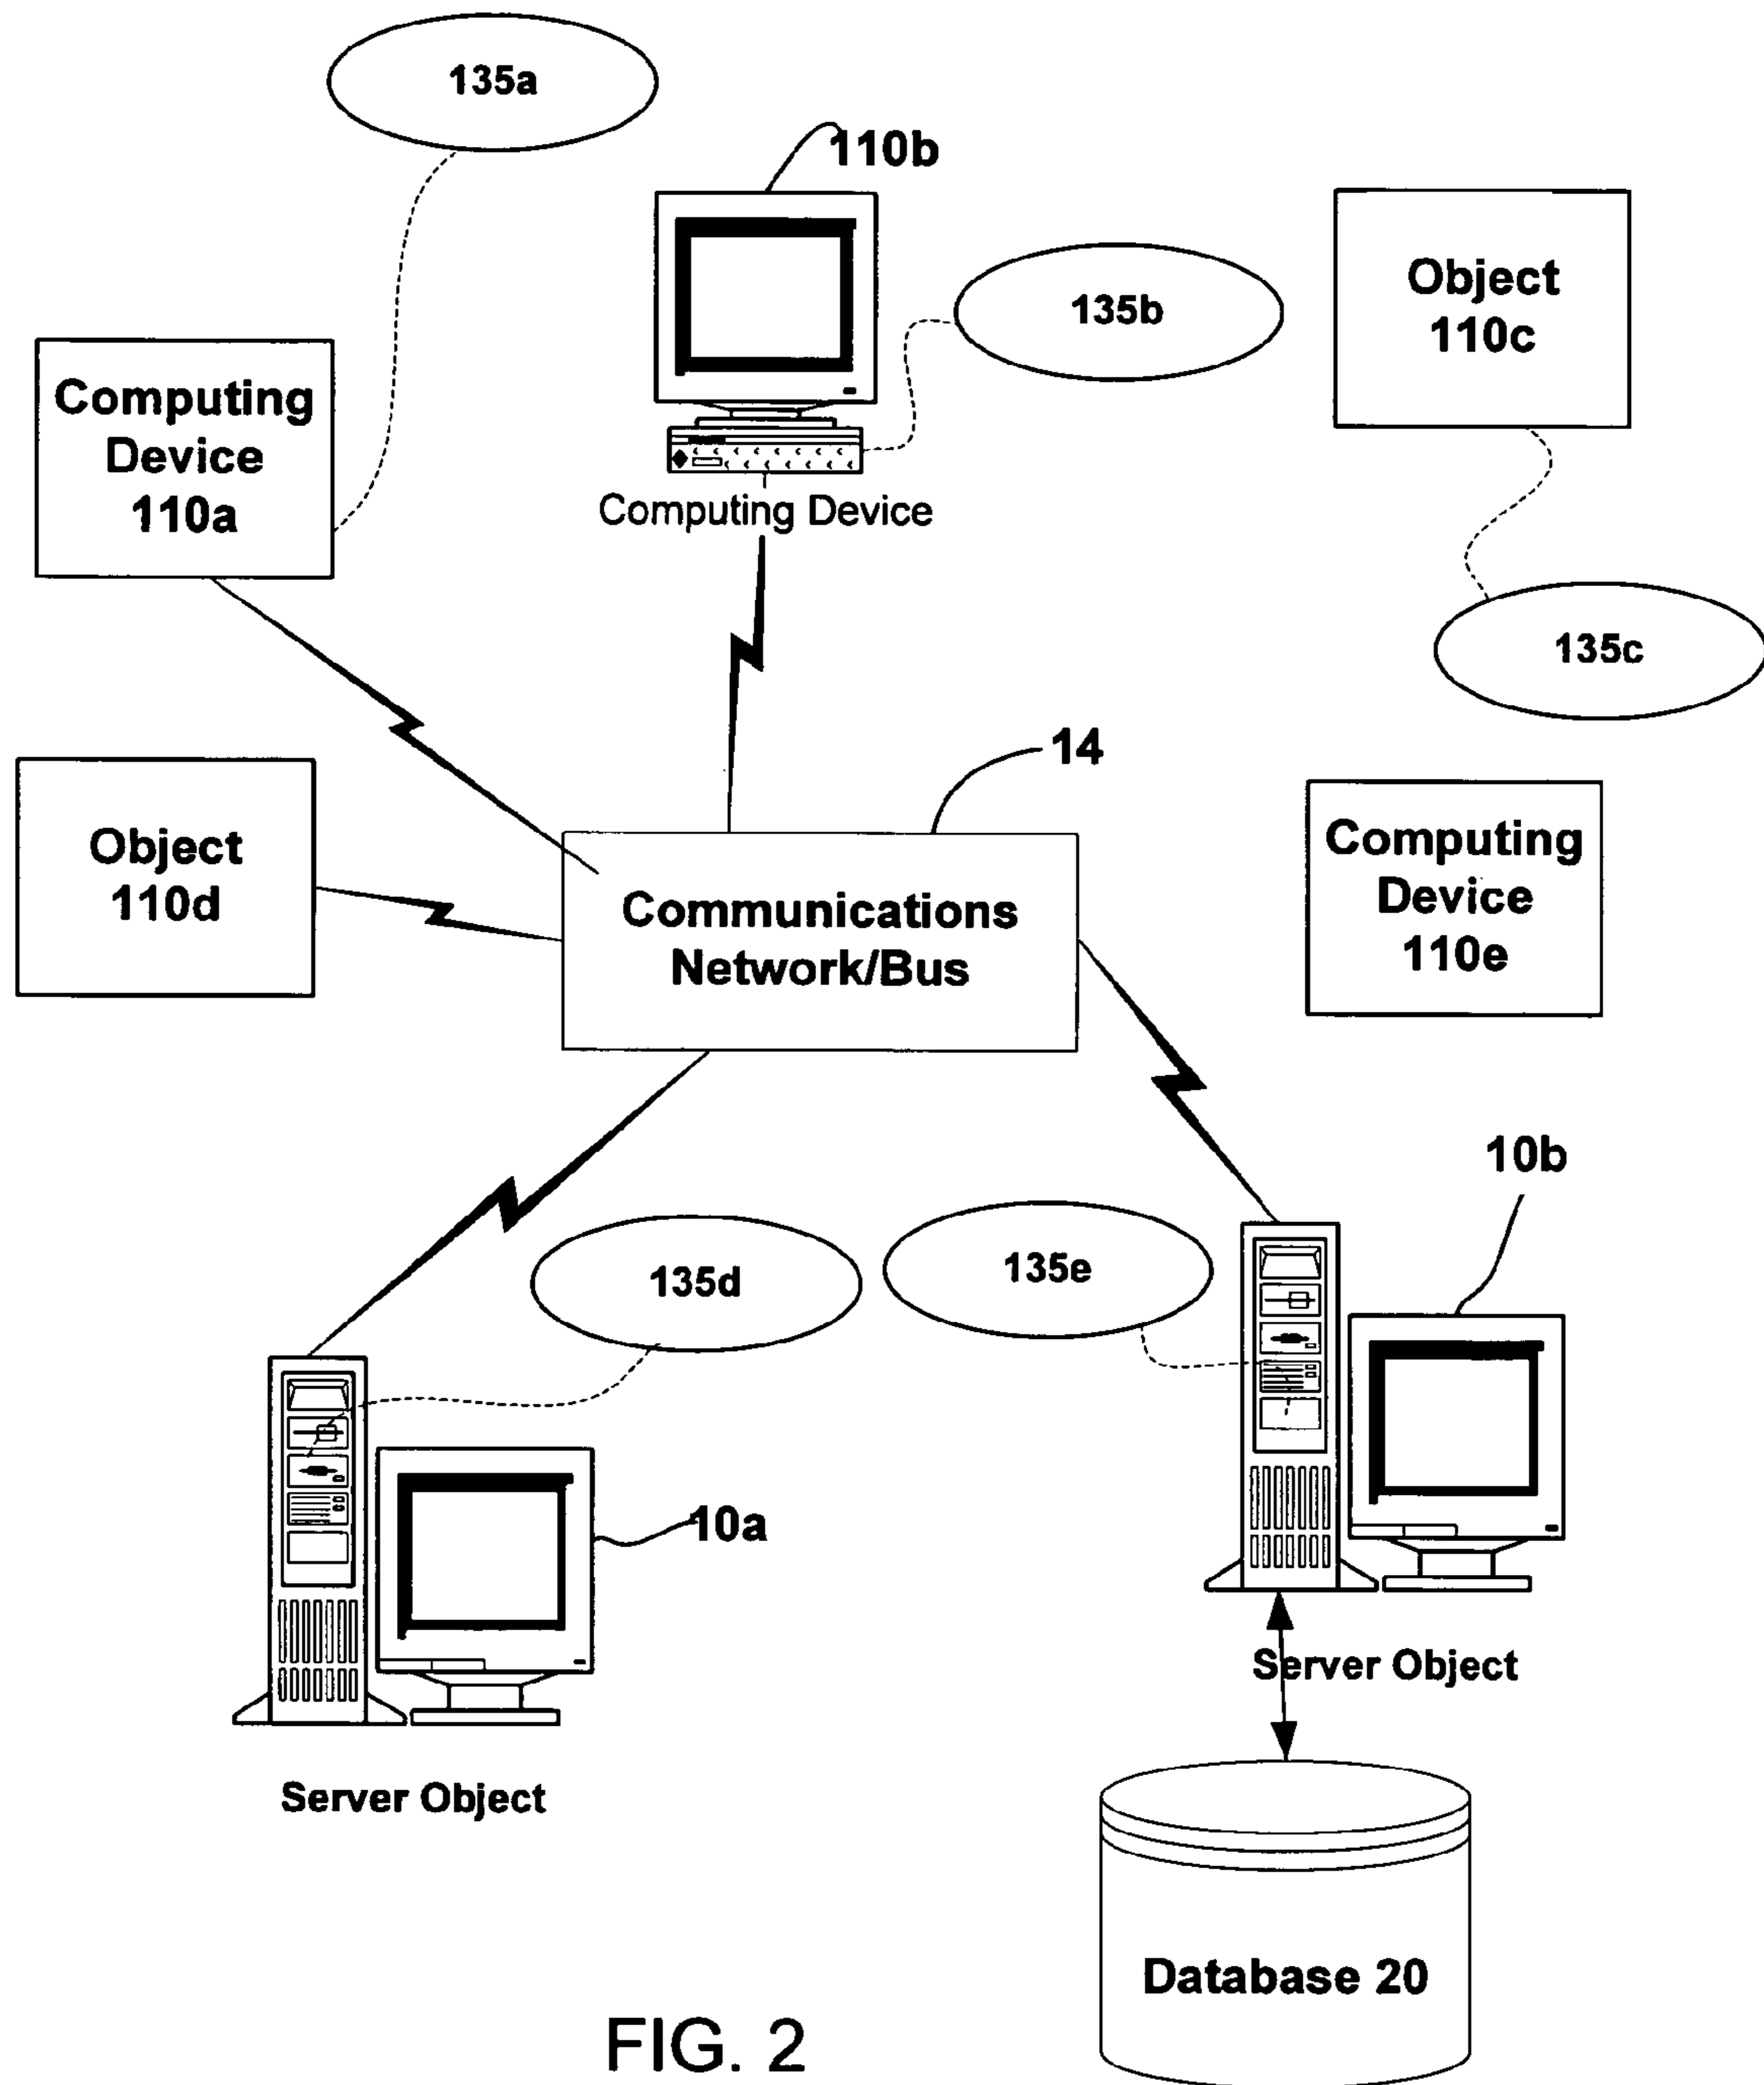 135a
110b
135b
Object
110c
Computing
Device
110a
Computing Device
135c
14
Object
110d
Computing
Device
110e
Communications
Network/Bus
10b
135d
135e
10a
Server Object
Server Object
Database 20
FIG. 2